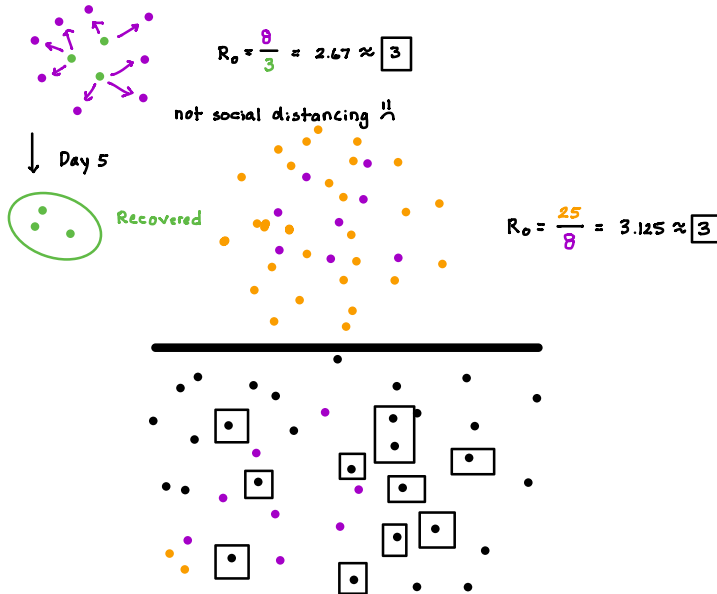 R₀ = 8/3 = 2.67 ≈ 3
not social distancing
Day 5
Recovered
R₀ = 25/8 = 3.125 ≈ 3